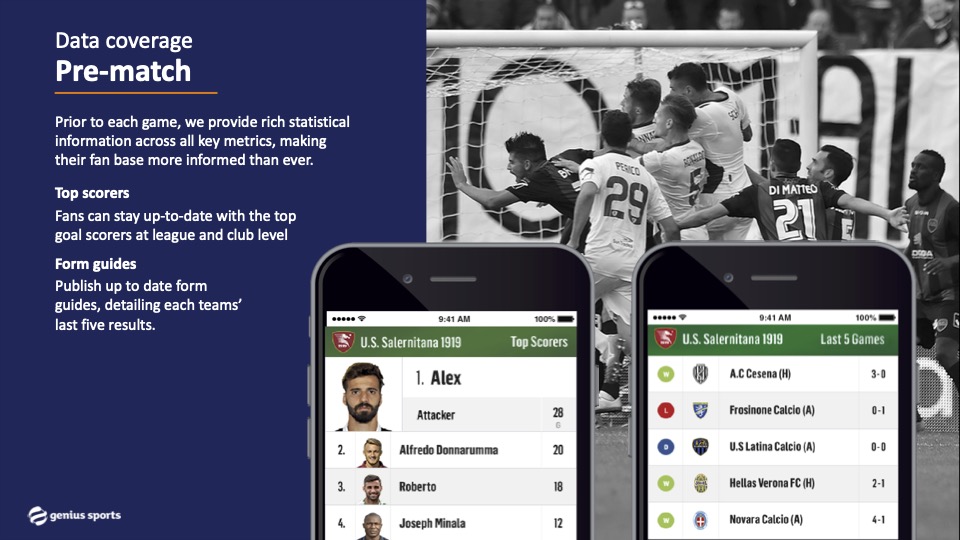 Data coverage
Pre-match
Prior to each game, we provide rich statistical
information across all key metrics, making
their fan base more informed than ever.
Top scorers
Fans can stay up-to-date with the top
goal scorers at league and club level
Form guides
Publish up to date form
guides, detailing each teams’
last five results.
genius sports
PERICO
29
5
DI MATTEO
21
9:41 AM
100%
U.S. Salernitana 1919
Top Scorers
1. Alex
Attacker
28
G
2. Alfredo Donnarumma 20
3. Roberto 18
4. Joseph Minala 12
9:41 AM
100%
U.S. Salernitana 1919
Last 5 Games
W A.C Cesena (H) 3-0
L Frosinone Calcio (A) 0-1
D U.S Latina Calcio (A) 0-0
W Hellas Verona FC (H) 2-1
W Novara Calcio (A) 4-1